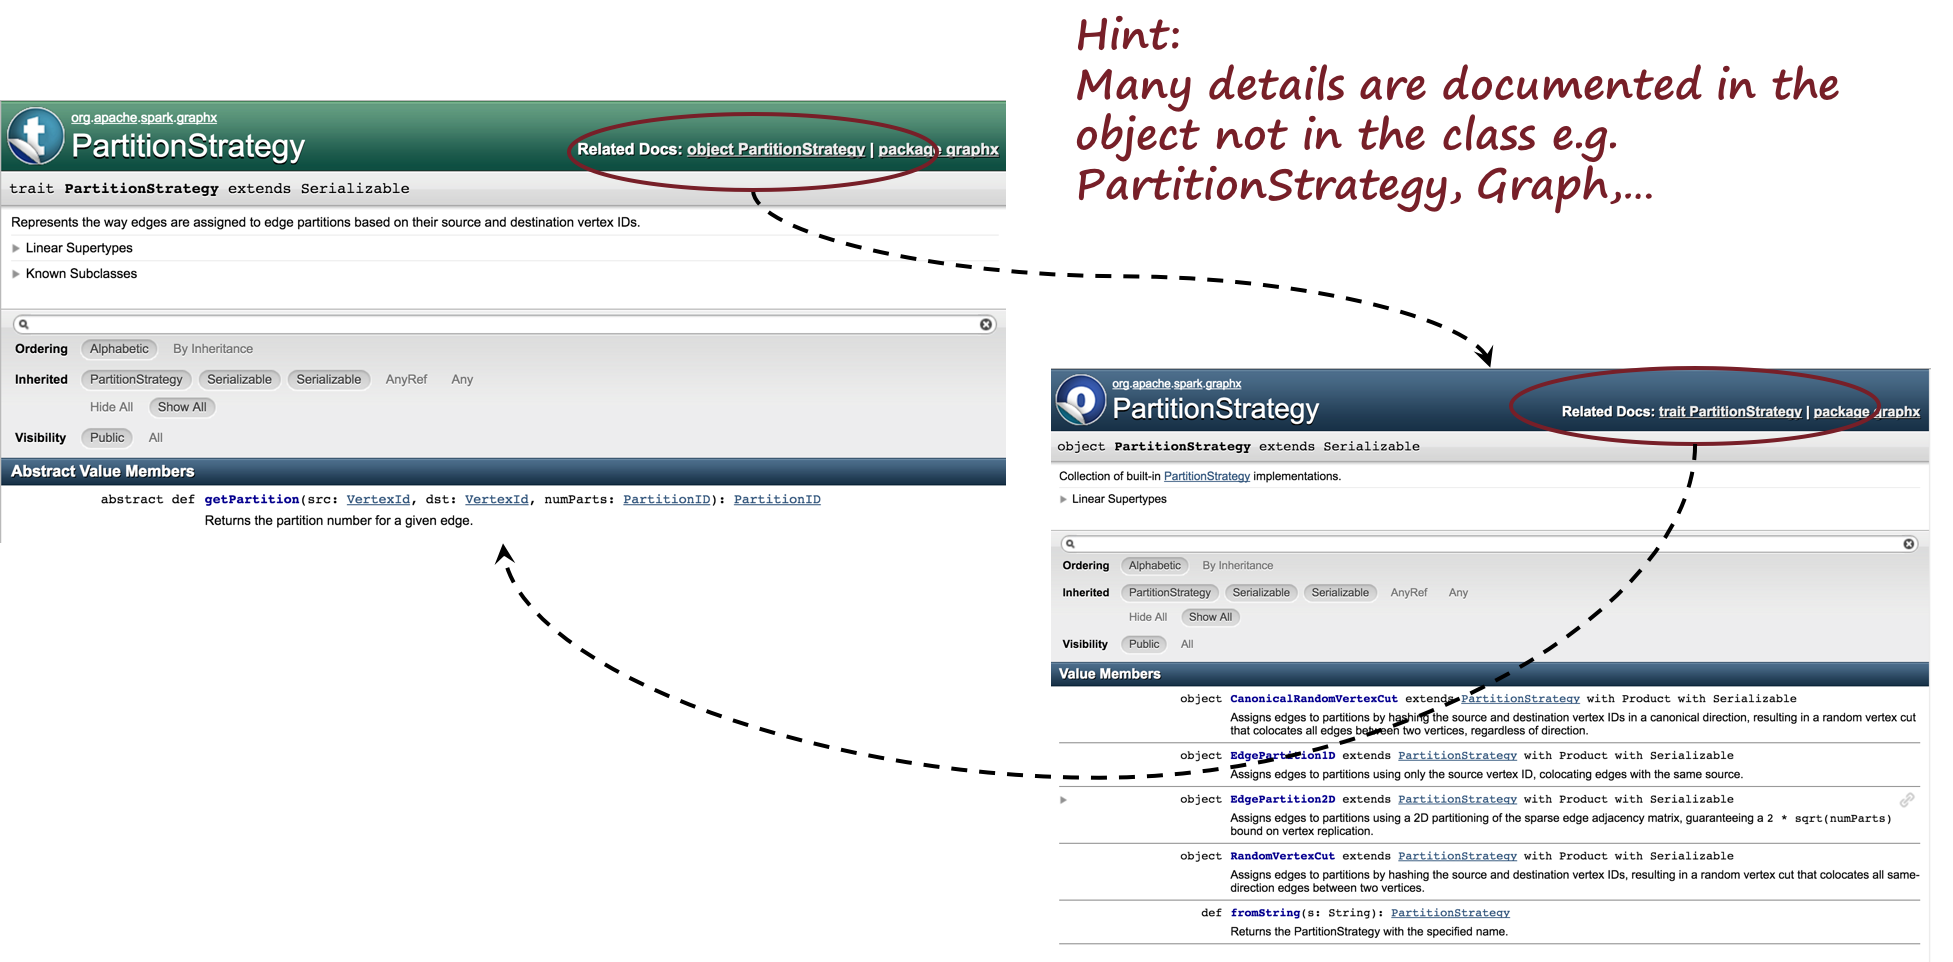 Hint:
Many details are documented in the
object not in the class e.g.
PartitionStrategy, Graph,...
t
org.apache.spark.graphx
PartitionStrategy
Related Docs: object PartitionStrategy | package graphx
trait PartitionStrategy extends Serializable
Represents the way edges are assigned to edge partitions based on their source and destination vertex IDs.
Linear Supertypes
Known Subclasses
Ordering Alphabetic By Inheritance
Inherited PartitionStrategy Serializable Serializable AnyRef Any
Hide All Show All
Visibility Public All
Abstract Value Members
abstract def getPartition(src: VertexId, dst: VertexId, numParts: PartitionID): PartitionID
Returns the partition number for a given edge.
o
org.apache.spark.graphx
PartitionStrategy
Related Docs: trait PartitionStrategy | package graphx
object PartitionStrategy extends Serializable
Collection of built-in PartitionStrategy implementations.
Linear Supertypes
Ordering Alphabetic By Inheritance
Inherited PartitionStrategy Serializable Serializable AnyRef Any
Hide All Show All
Visibility Public All
Value Members
object CanonicalRandomVertexCut extends PartitionStrategy with Product with Serializable
Assigns edges to partitions by hashing the source and destination vertex IDs in a canonical direction, resulting in a random vertex cut
that colocates all edges between two vertices, regardless of direction.
object EdgePartition1D extends PartitionStrategy with Product with Serializable
Assigns edges to partitions using only the source vertex ID, colocating edges with the same source.
object EdgePartition2D extends PartitionStrategy with Product with Serializable
Assigns edges to partitions using a 2D partitioning of the sparse edge adjacency matrix, guaranteeing a 2 * sqrt(numParts)
bound on vertex replication.
object RandomVertexCut extends PartitionStrategy with Product with Serializable
Assigns edges to partitions by hashing the source and destination vertex IDs, resulting in a random vertex cut that colocates all same-
direction edges between two vertices.
def fromString(s: String): PartitionStrategy
Returns the PartitionStrategy with the specified name.